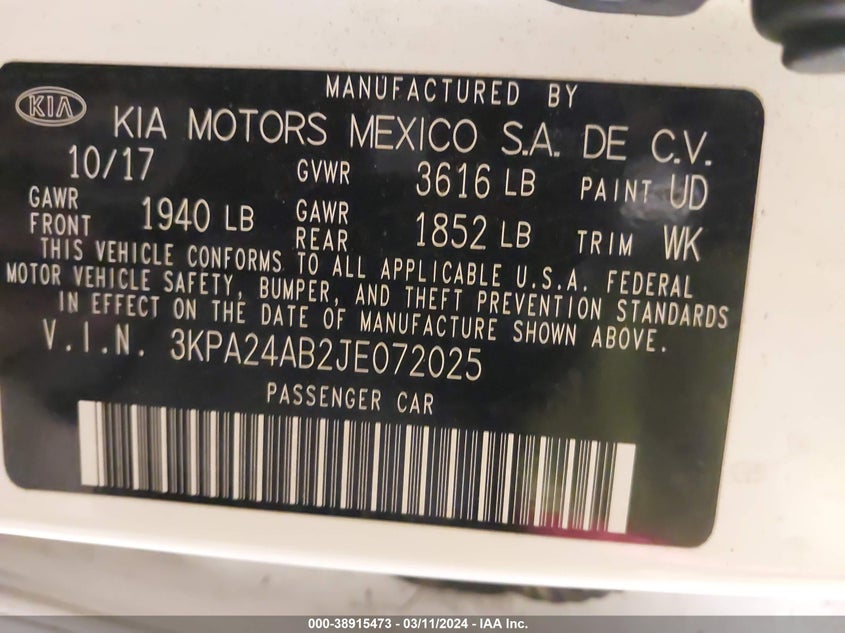 MANUFACTURED BY
KIA KIA MOTORS MEXICO S.A. DE C.V.
10/17 GVWR 3616 LB PAINT UD
GAWR FRONT 1940 LB GAWR REAR 1852 LB TRIM WK
THIS VEHICLE CONFORMS TO ALL APPLICABLE U.S.A. FEDERAL
MOTOR VEHICLE SAFETY, BUMPER, AND THEFT PREVENTION STANDARDS
IN EFFECT ON THE DATE OF MANUFACTURE SHOWN ABOVE.
V.I.N. 3KPA24AB2JE072025
PASSENGER CAR
000-38915473 - 03/11/2024 - IAA Inc.